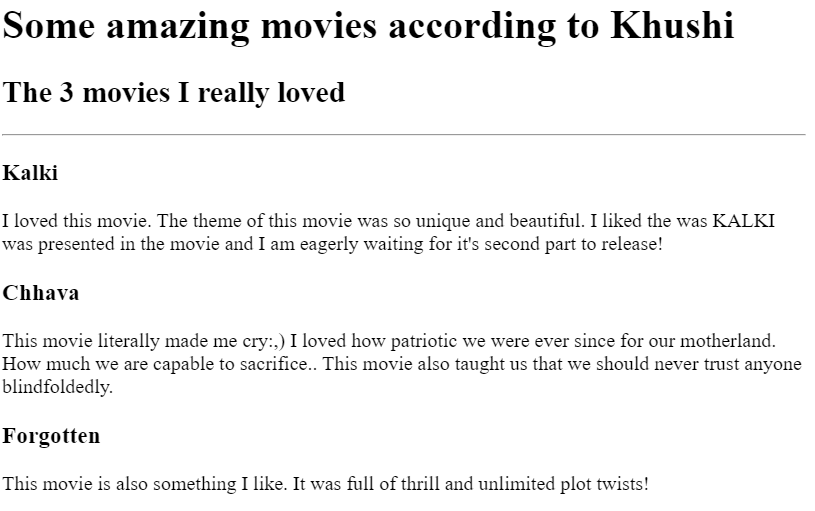 Some amazing movies according to Khushi
The 3 movies I really loved
Kalki
I loved this movie. The theme of this movie was so unique and beautiful. I liked the was KALKI
was presented in the movie and I am eagerly waiting for it's second part to release!
Chhava
This movie literally made me cry:,) I loved how patriotic we were ever since for our motherland.
How much we are capable to sacrifice.. This movie also taught us that we should never trust anyone
blindfoldedly.
Forgotten
This movie is also something I like. It was full of thrill and unlimited plot twists!